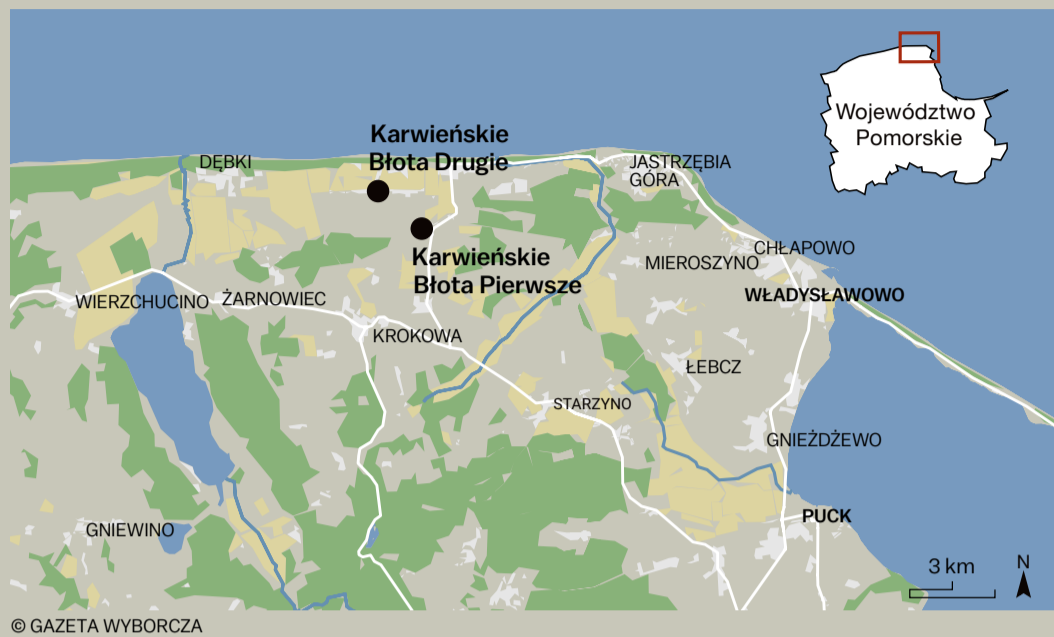 Województwo
Pomorskie
Karwieńskie
Błota Drugie
DĘBKI
JASTRZĘBIA
GÓRA
CHŁAPOWO
Karwieńskie
Błota Pierwsze
MIEROSZYNO
WIERZCHUCINO
ŻARNOWIEC
WŁADYSŁAWOWO
KROKOWA
ŁEBCZ
STARZYNO
GNIEŻDŻEWO
PUCK
GNIEWINO
3 km
N
© GAZETA WYBORCZA